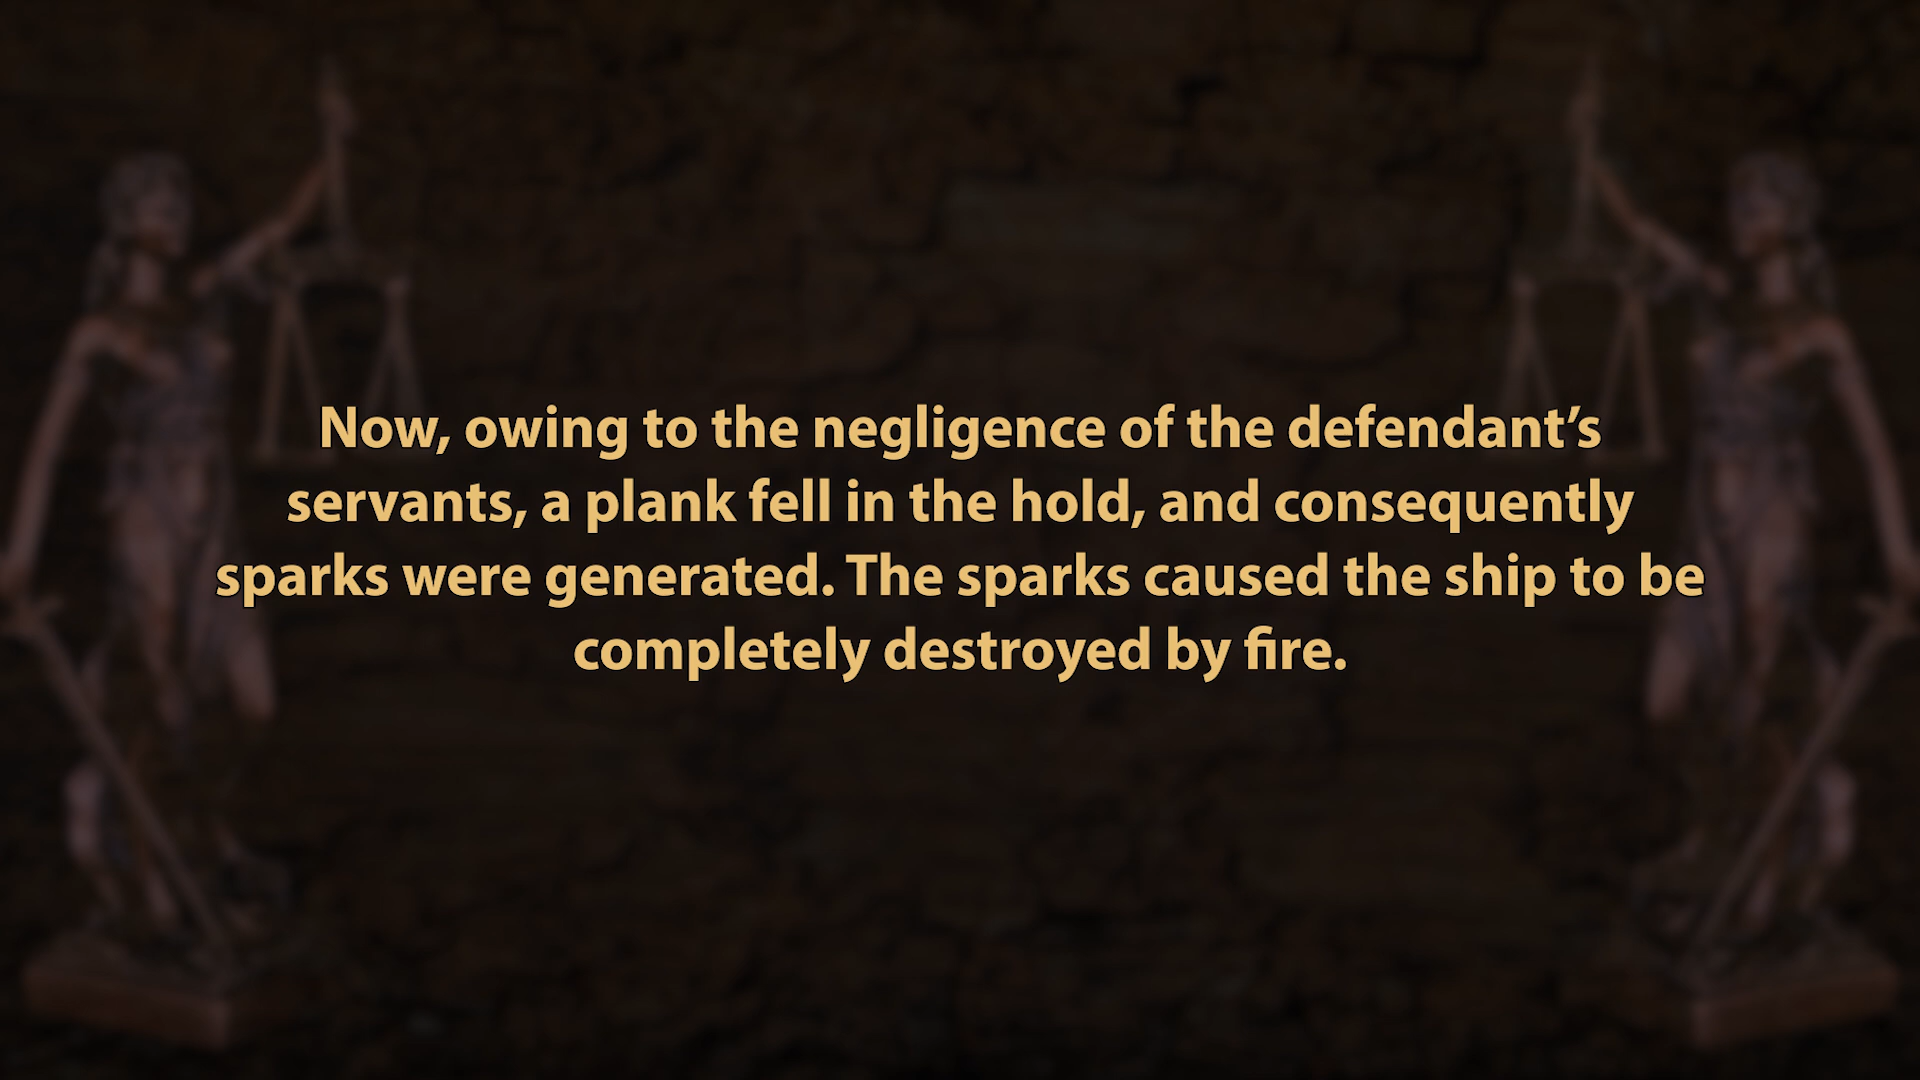 Now, owing to the negligence of the defendant’s
servants, a plank fell in the hold, and consequently
sparks were generated. The sparks caused the ship to be
completely destroyed by fire.